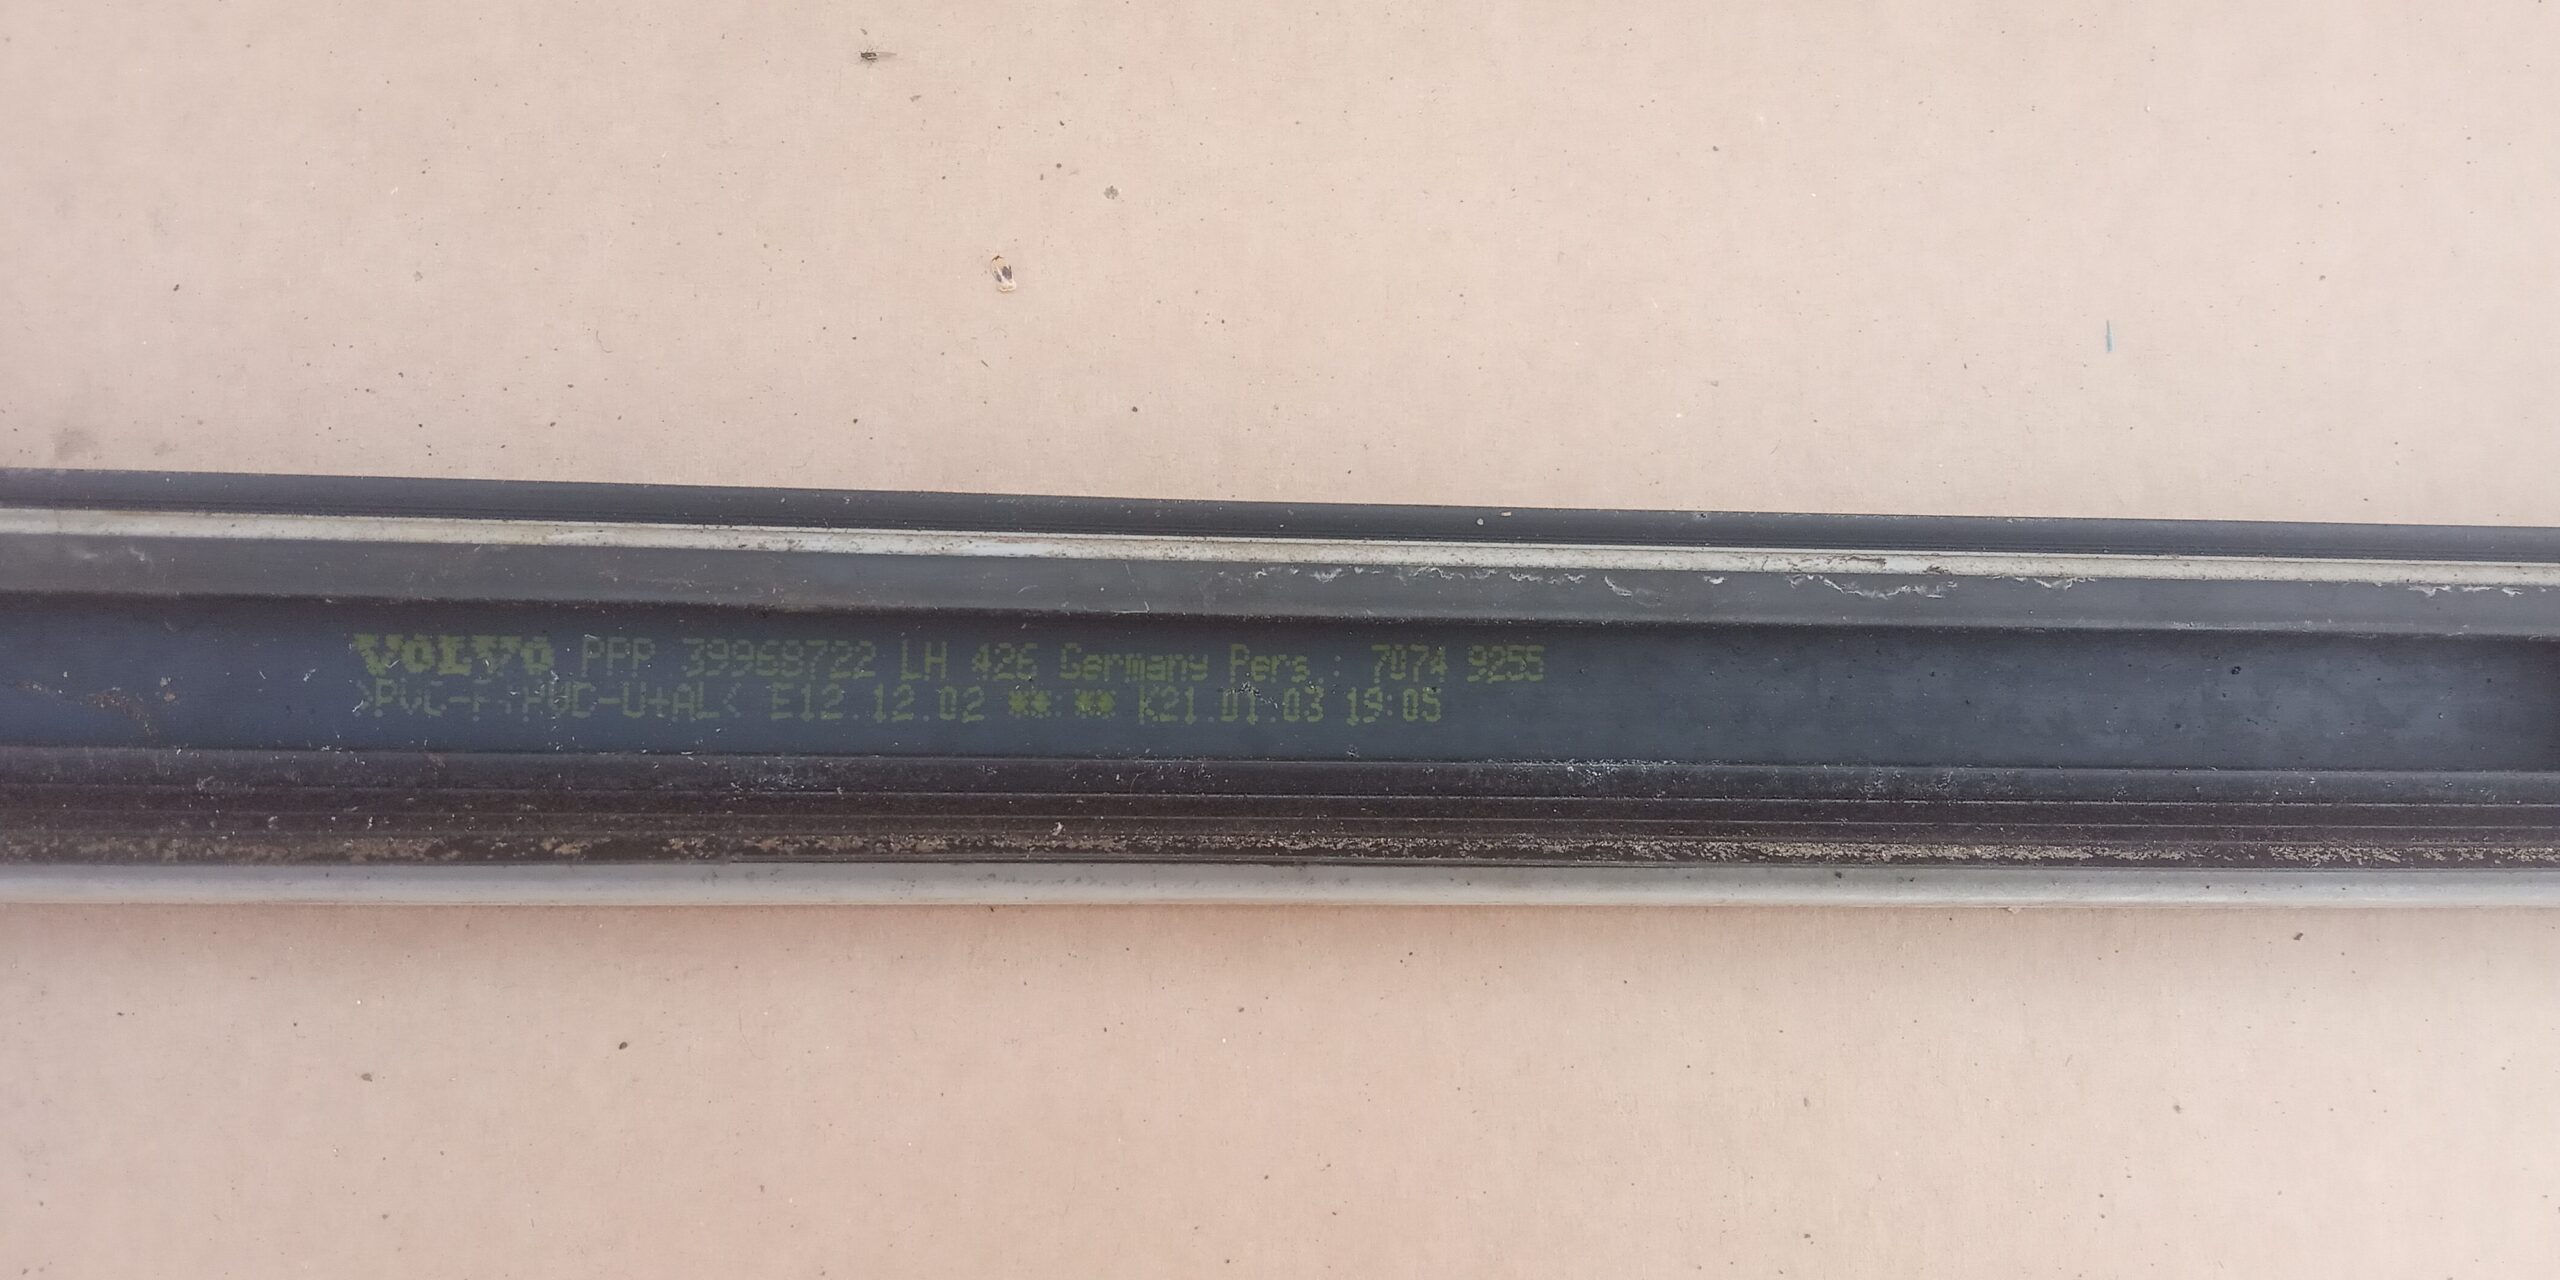 VOLVO PPP 39968722 LH 426 Germany Pers.: 7074 9255
>PVC-P+PVC-U+AL< E12.12.02 **:** K21.01.03 19:05